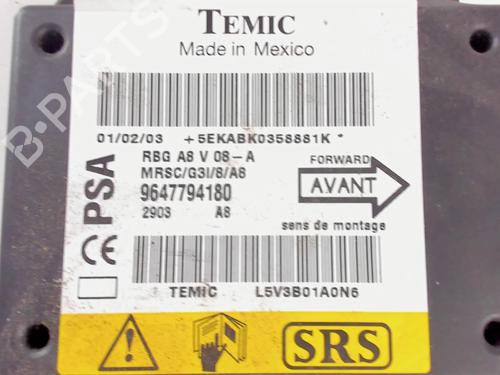 B-PARTS
TEMIC
Made in Mexico
01/02/03 +5EKABK0358881K *
PSA
RBG A8 V 08-A
MRSC/G3I/8/A8
9647794180
2903 A8
FORWARD
AVANT
sens de montage
CE
TEMIC L5V3B01A0N6
SRS